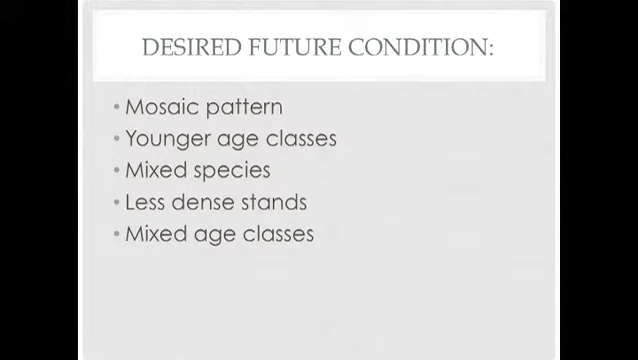 DESIRED FUTURE CONDITION:
• Mosaic pattern
• Younger age classes
• Mixed species
• Less dense stands
• Mixed age classes